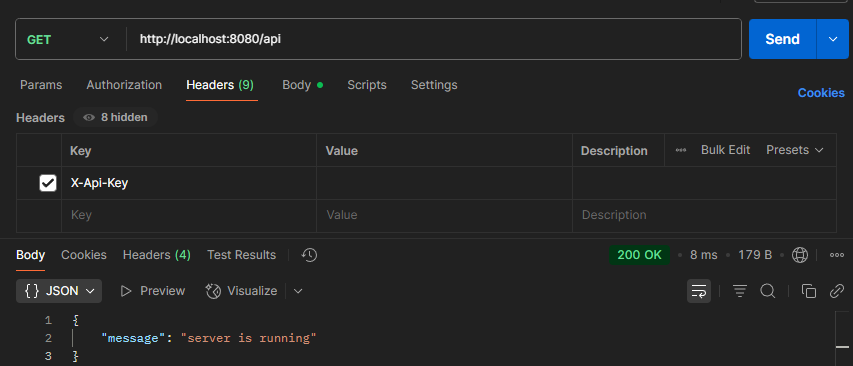 GET http://localhost:8080/api Send
Params Authorization Headers (9) Body Scripts Settings Cookies
Headers 8 hidden
Key Value Description Bulk Edit Presets
X-Api-Key
Key Value Description
Body Cookies Headers (4) Test Results 200 OK 8 ms 179 B
{} JSON Preview Visualize
1 {
2 "message": "server is running"
3 }